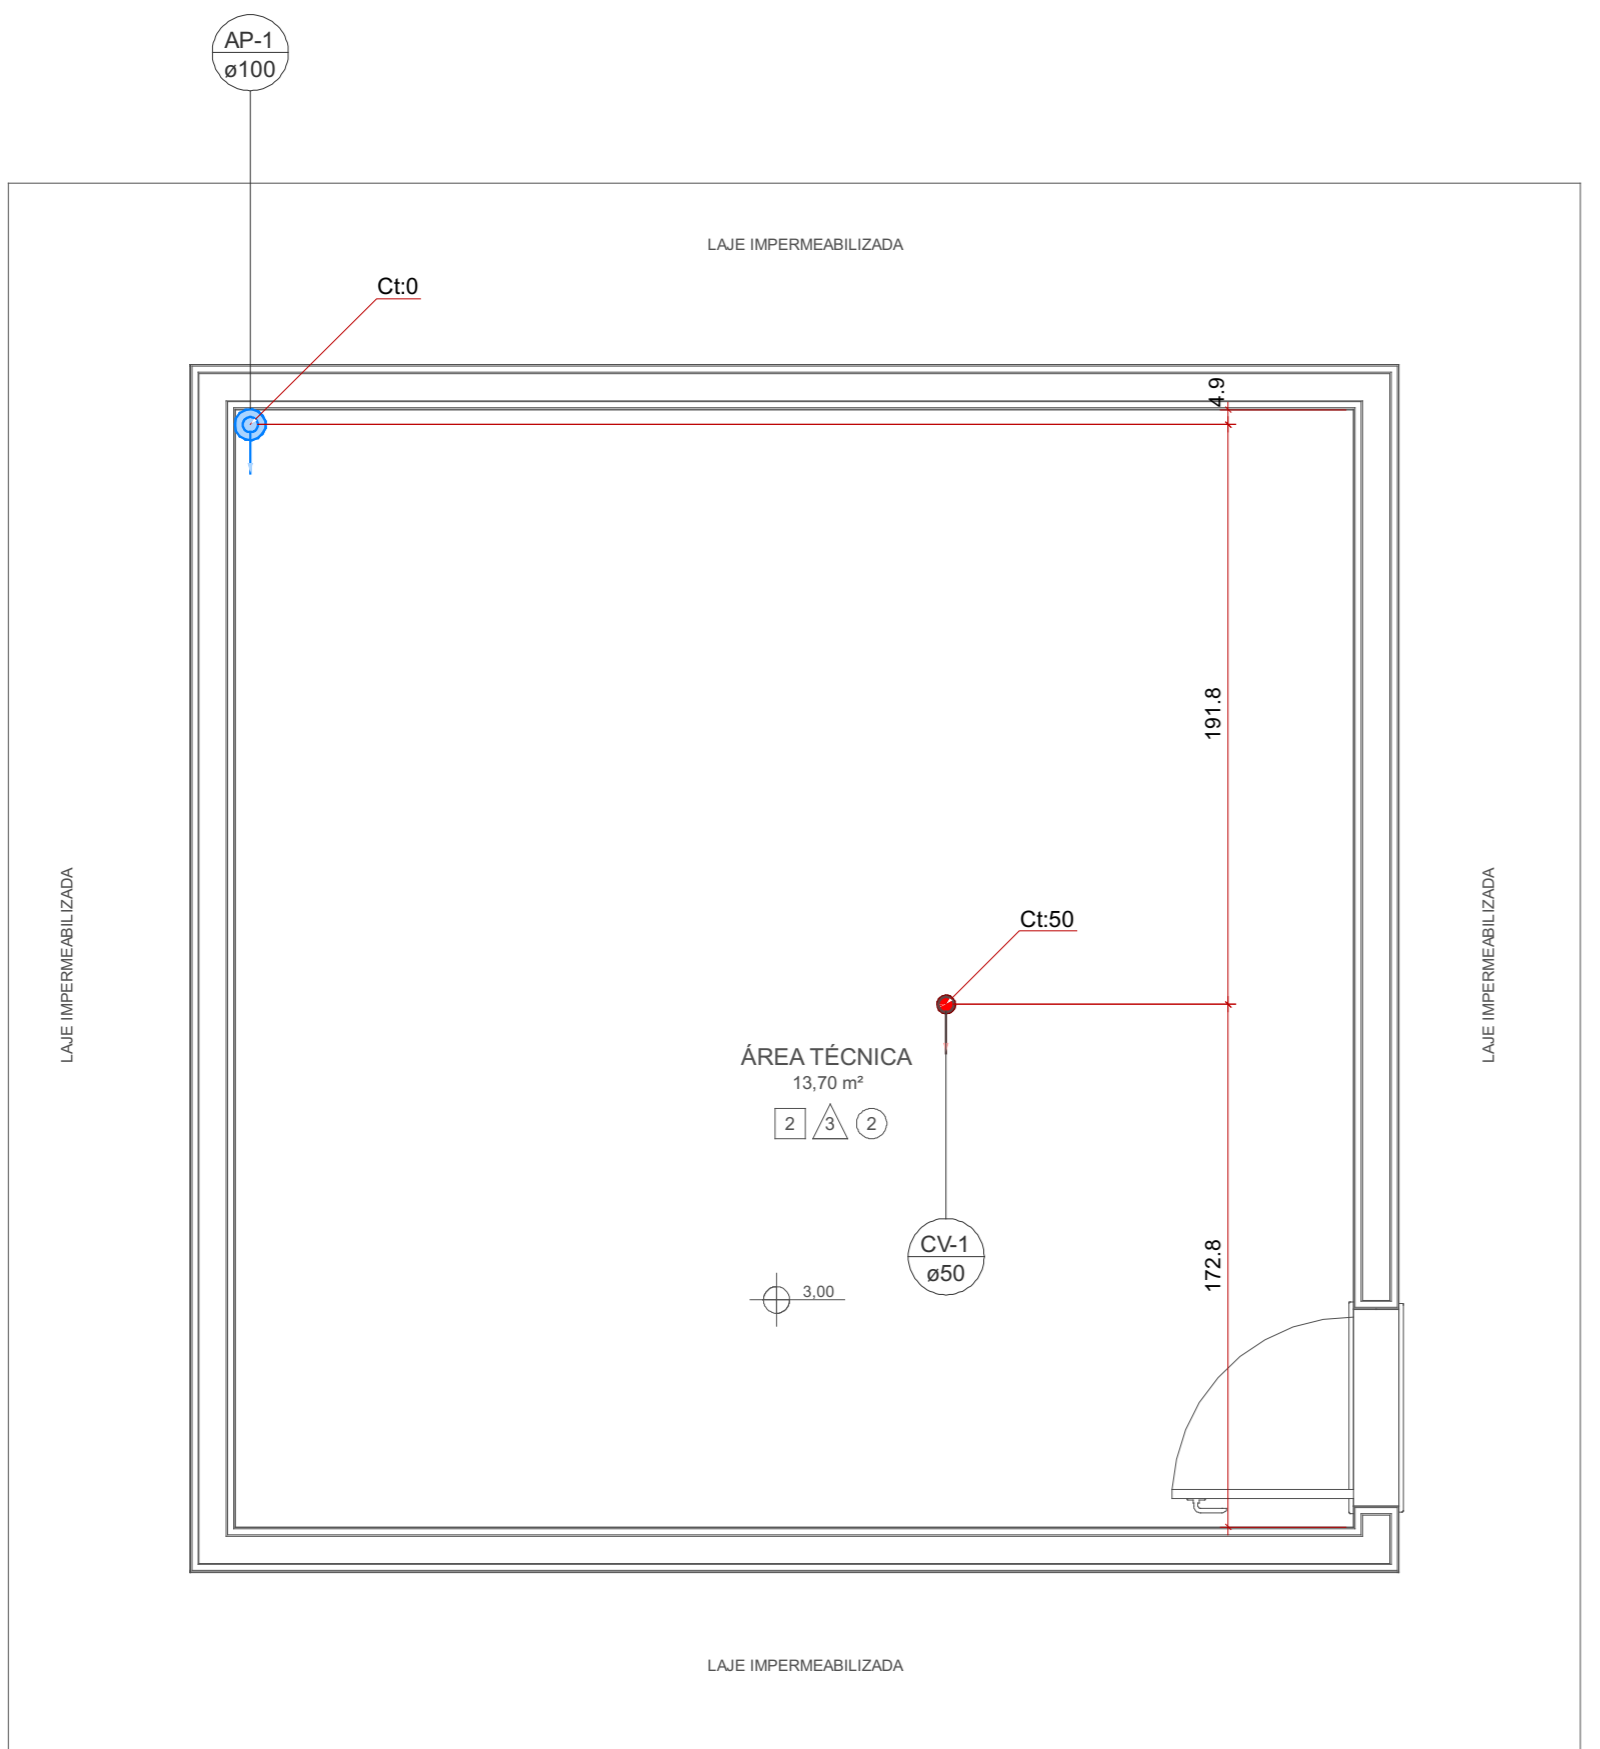 AP-1
ø100
LAJE IMPERMEABILIZADA
Ct:0
4.9
191.8
LAJE IMPERMEABILIZADA
LAJE IMPERMEABILIZADA
Ct:50
ÁREA TÉCNICA
13,70 m²
2 3 2
CV-1
ø50
172.8
3,00
LAJE IMPERMEABILIZADA